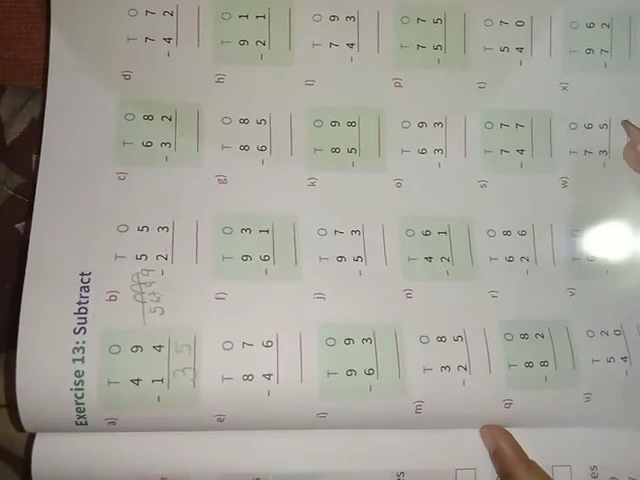 Exercise 13: Subtract
a) T O
4 9
- 1 4
3 5
b) T O
5 5
- 2 3
c) T O
6 8
- 3 2
d) T O
7 7
- 4 2
e) T O
8 7
- 4 6
f) T O
9 3
- 6 1
g) T O
8 8
- 6 5
h) T O
9 1
- 2 1
i) T O
9 9
- 6 3
j) T O
9 7
- 5 3
k) T O
8 9
- 5 8
l) T O
7 9
- 4 3
m) T O
3 8
- 2 5
n) T O
4 6
- 2 1
o) T O
6 9
- 3 3
p) T O
7 7
- 5 5
q) T O
8 8
- 8 2
r) T O
6 8
- 2 6
s) T O
7 7
- 4 7
t) T O
5 7
- 4 0
u) T O
5 2
- 4 0
v)
w) T O
7 6
- 3 5
x) T O
9 6
- 7 2
es